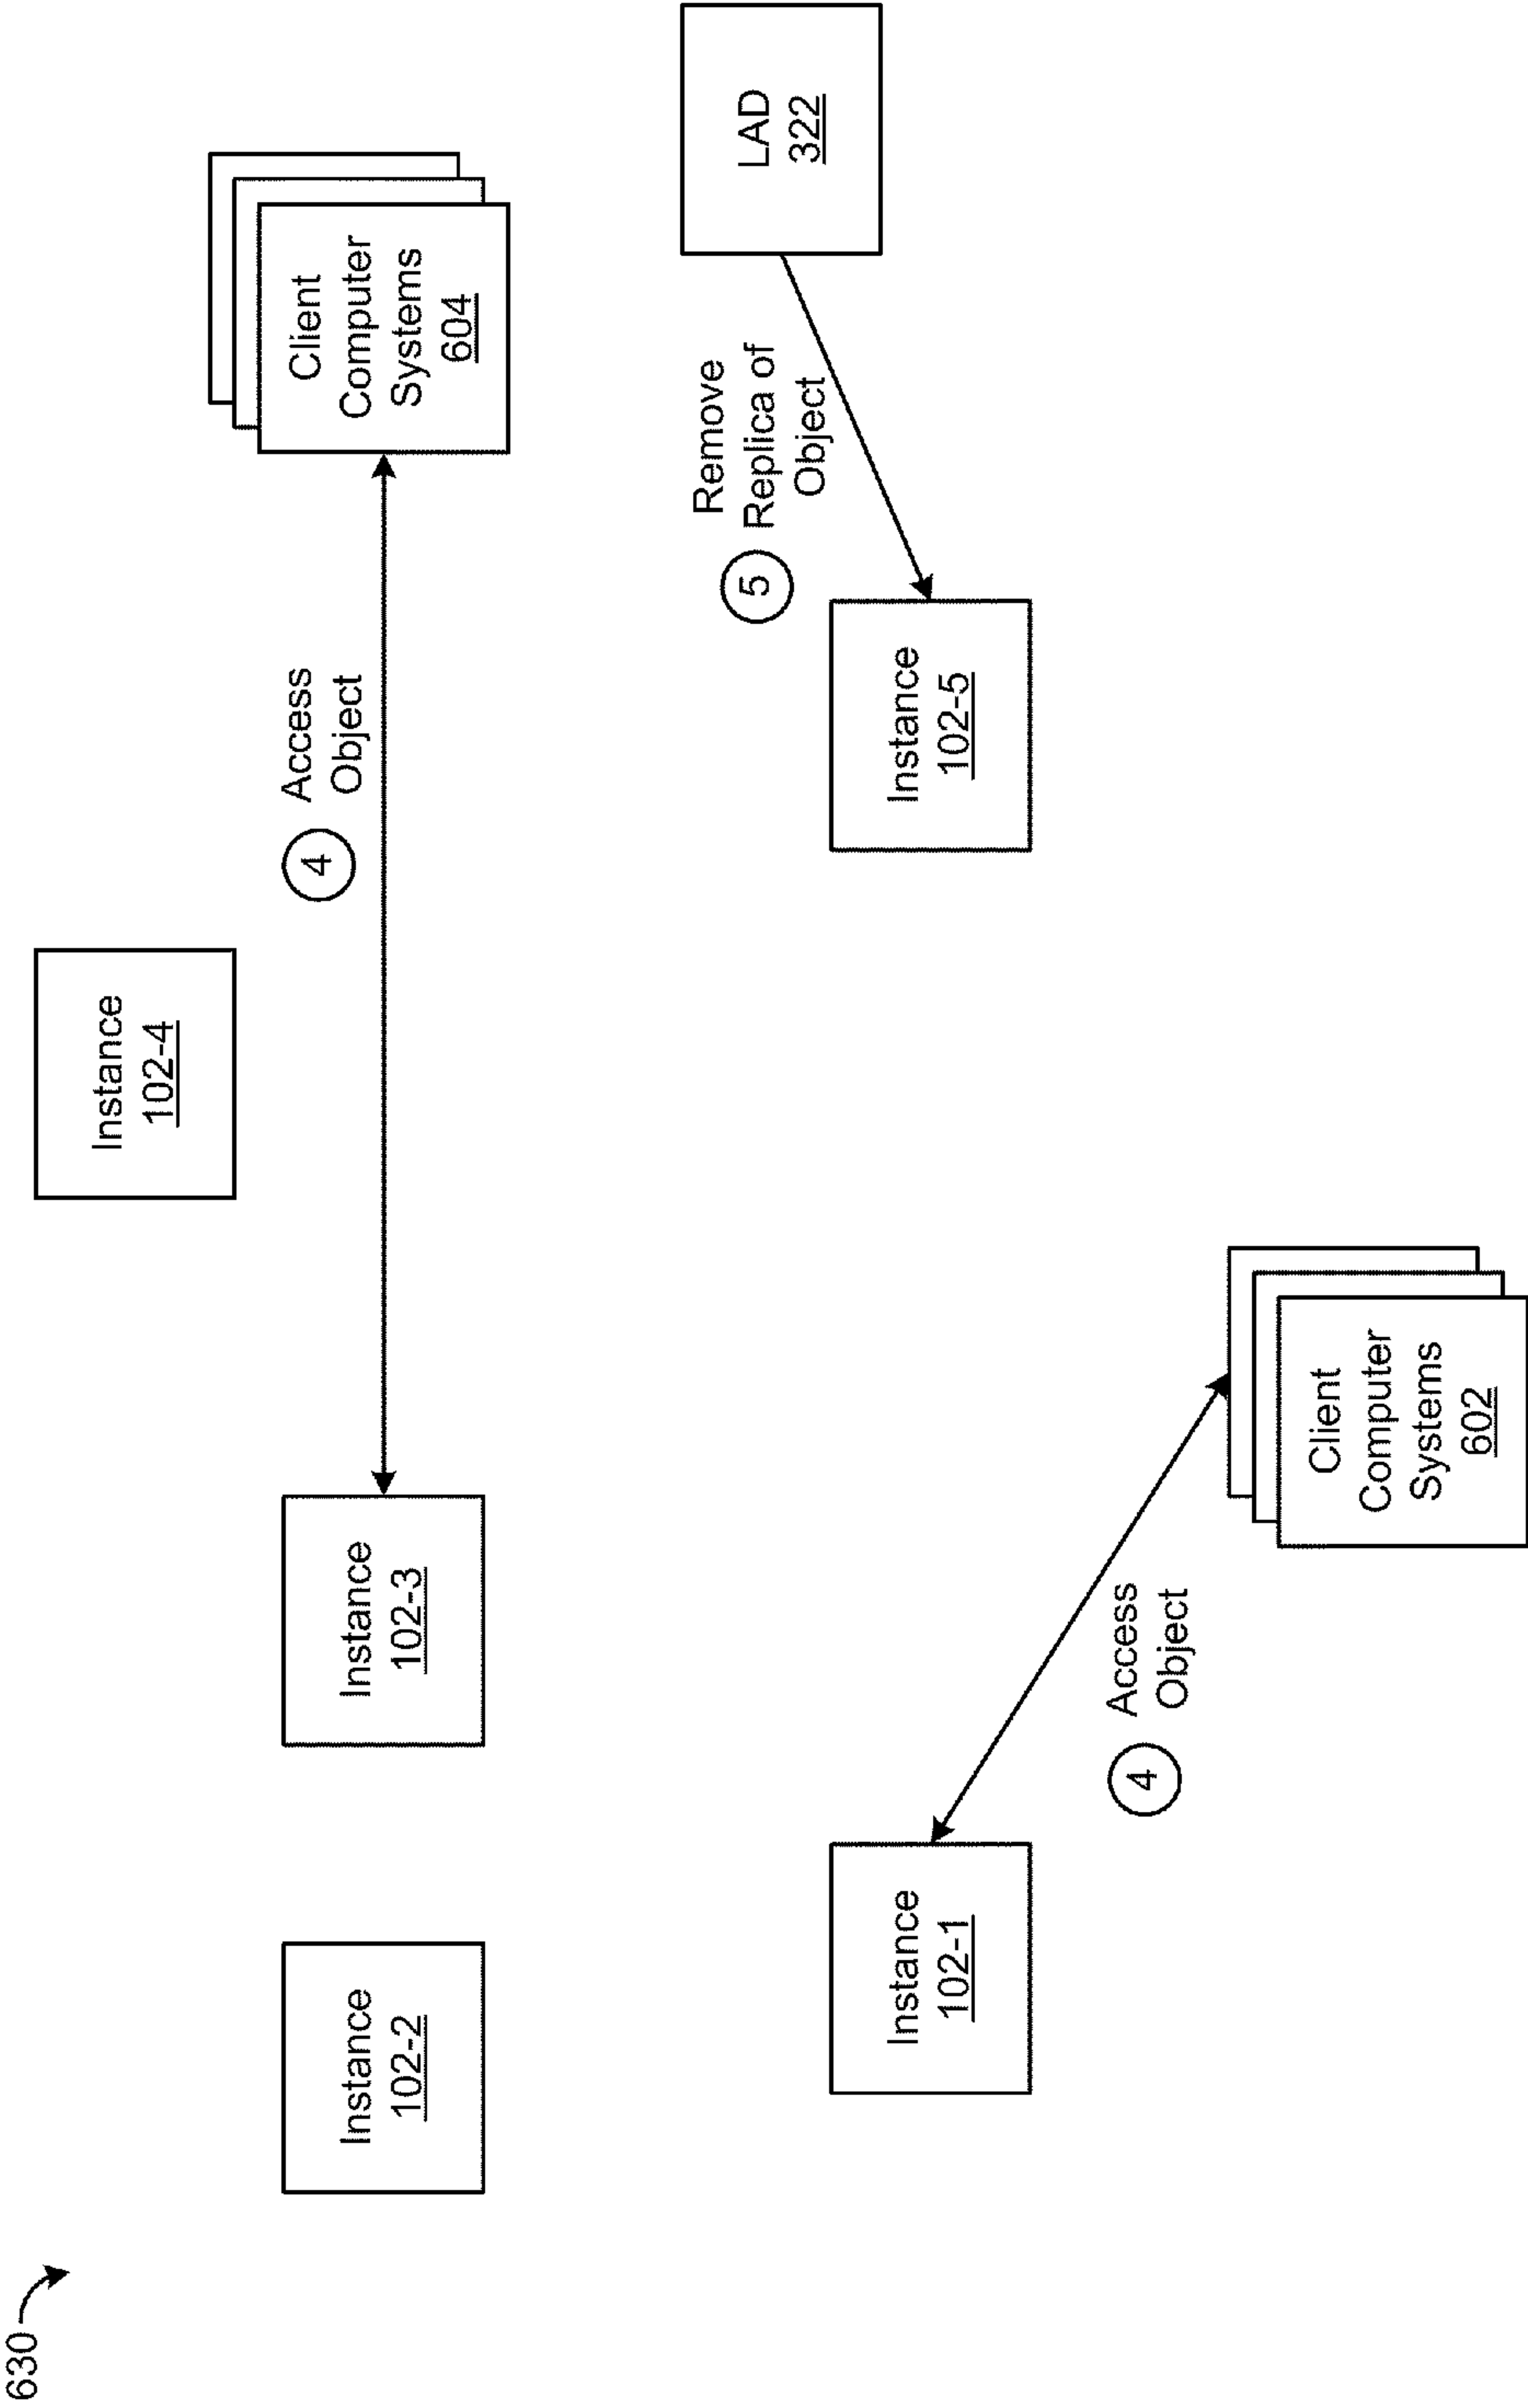 630
Instance
102-4
Instance
102-2
Instance
102-3
4
Access
Object
Client
Computer
Systems
604
Remove
5
Replica of
Object
LAD
322
Instance
102-1
Instance
102-5
4
Access
Object
Client
Computer
Systems
602